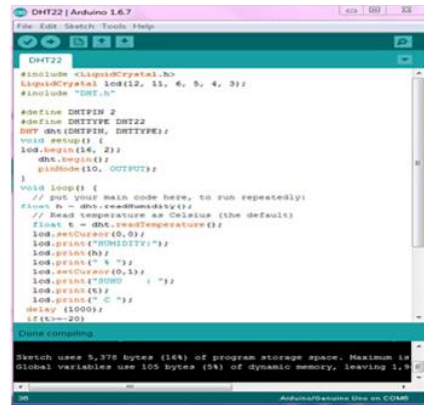 DHT22 | Arduino 1.6.7
File Edit Sketch Tools Help
DHT22
#include <LiquidCrystal.h>
LiquidCrystal lcd(12, 11, 6, 5, 4, 3);
#include "DHT.h"
#define DHTPIN 2
#define DHTTYPE DHT22
DHT dht(DHTPIN, DHTTYPE);
void setup() {
lcd.begin(16, 2);
dht.begin();
pinMode(10, OUTPUT);
}
void loop() {
// put your main code here, to run repeatedly:
float h = dht.readHumidity();
// Read temperature as Celsius (the default)
float t = dht.readTemperature();
lcd.setCursor(0,0);
lcd.print("HUMIDITY:");
lcd.print(h);
lcd.print(" % ");
lcd.setCursor(0,1);
lcd.print("SUHU    : ");
lcd.print(t);
lcd.print(" C ");
delay (1000);
if(t>=20)
Done compiling.
Sketch uses 5,378 bytes (16%) of program storage space. Maximum is
Global variables use 105 bytes (5%) of dynamic memory, leaving 1,9
36
Arduino/Genuino Uno on COM8